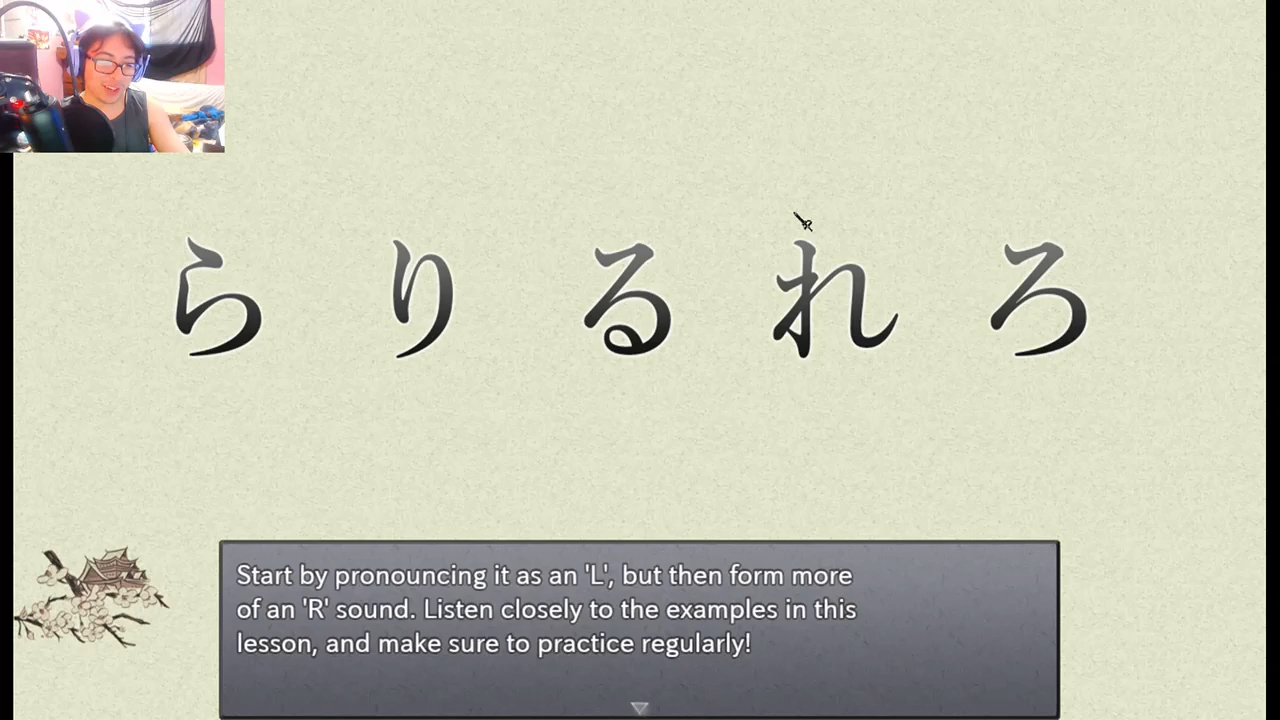 らりるれろ
Start by pronouncing it as an 'L', but then form more
of an 'R' sound. Listen closely to the examples in this
lesson, and make sure to practice regularly!